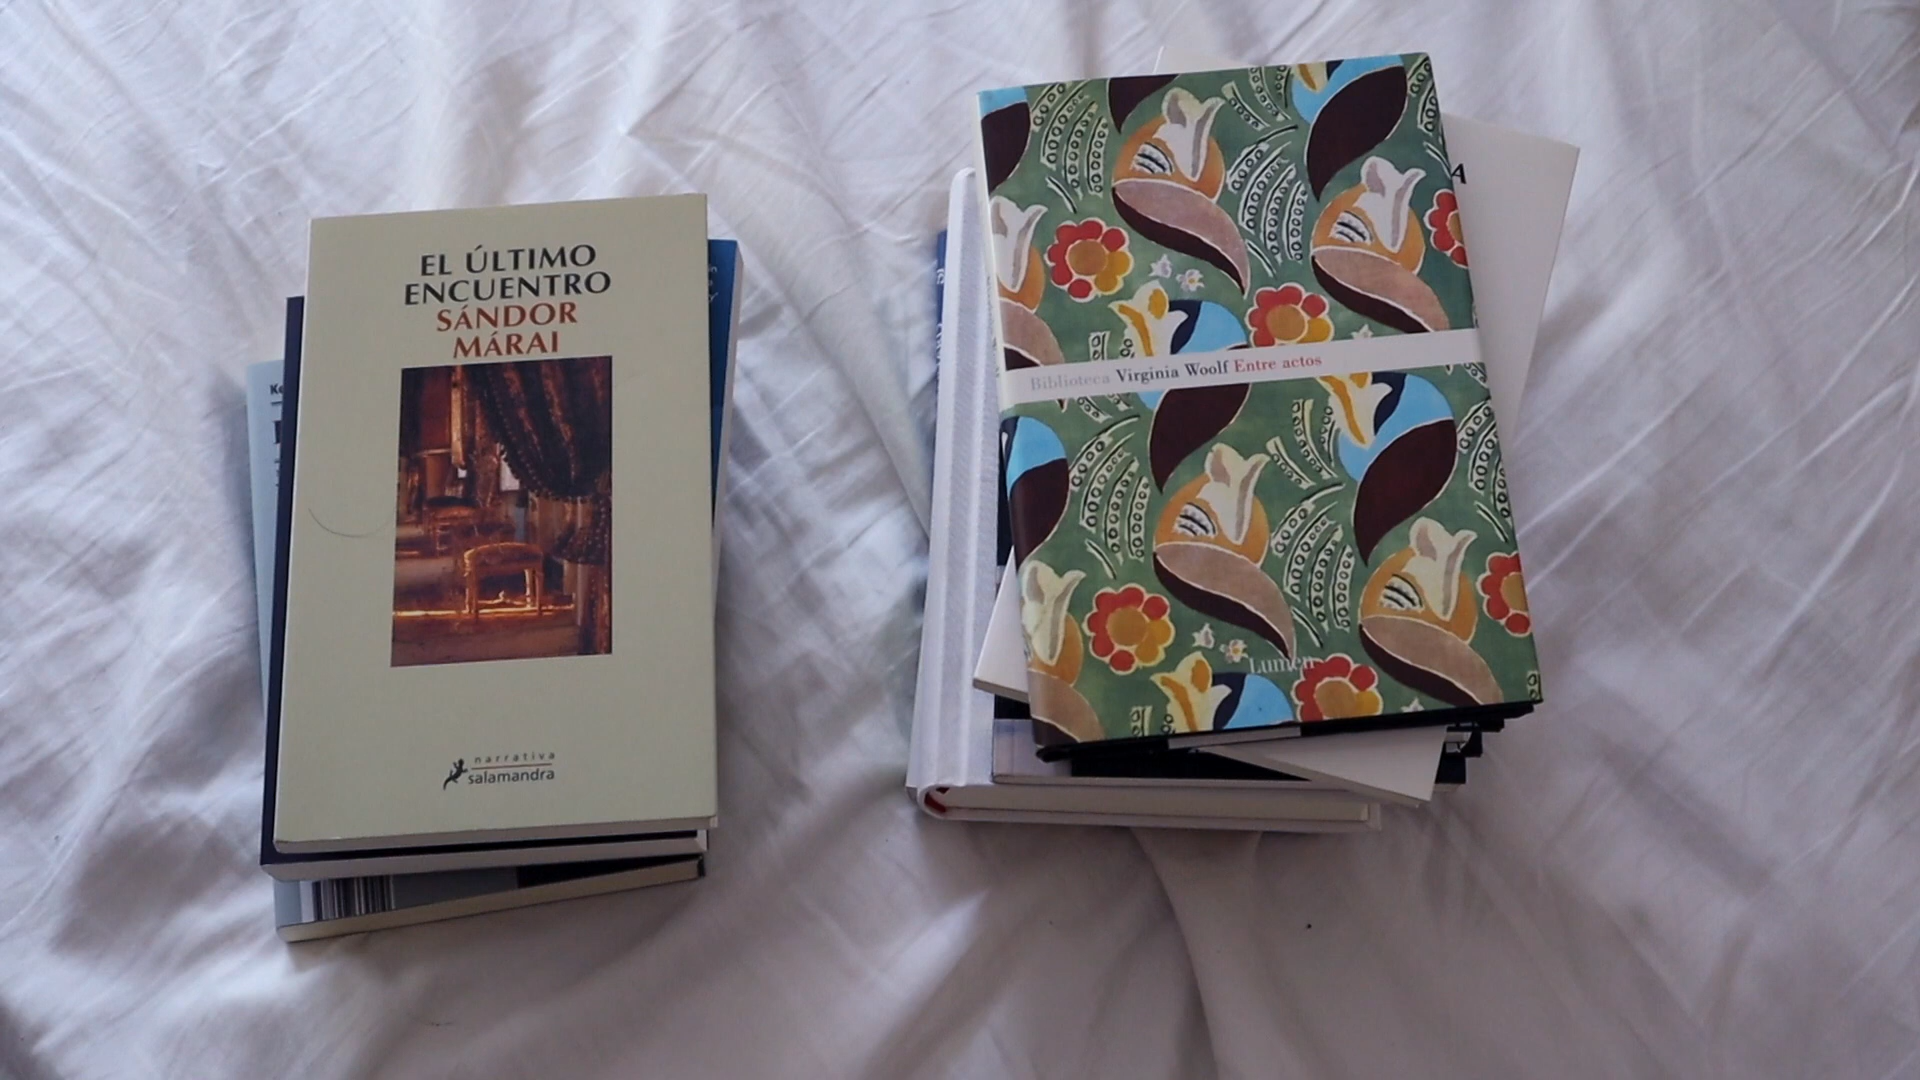 EL ÚLTIMO
ENCUENTRO
SÁNDOR
MÁRAI
narrativa
salamandra
Biblioteca Virginia Woolf Entre actos
Lumen
A